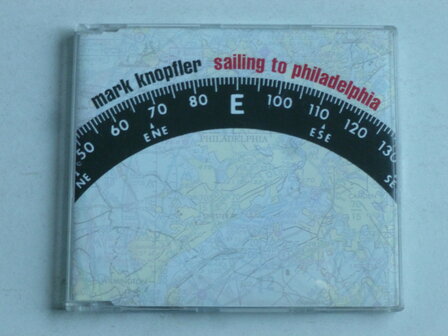 mark knopfler sailing to philadelphia
50 60 70 80 E 100 110 120 130
NE ENE ESE SE
PHILADELPHIA